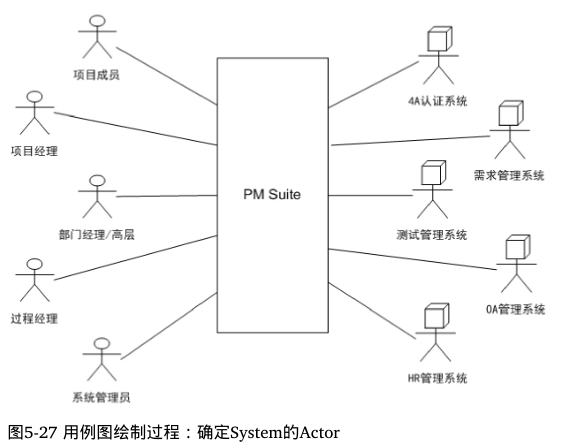 项目成员
项目经理
部门经理/高层
过程经理
系统管理员
PM Suite
4A认证系统
需求管理系统
测试管理系统
OA管理系统
HR管理系统
图5-27 用例图绘制过程：确定System的Actor